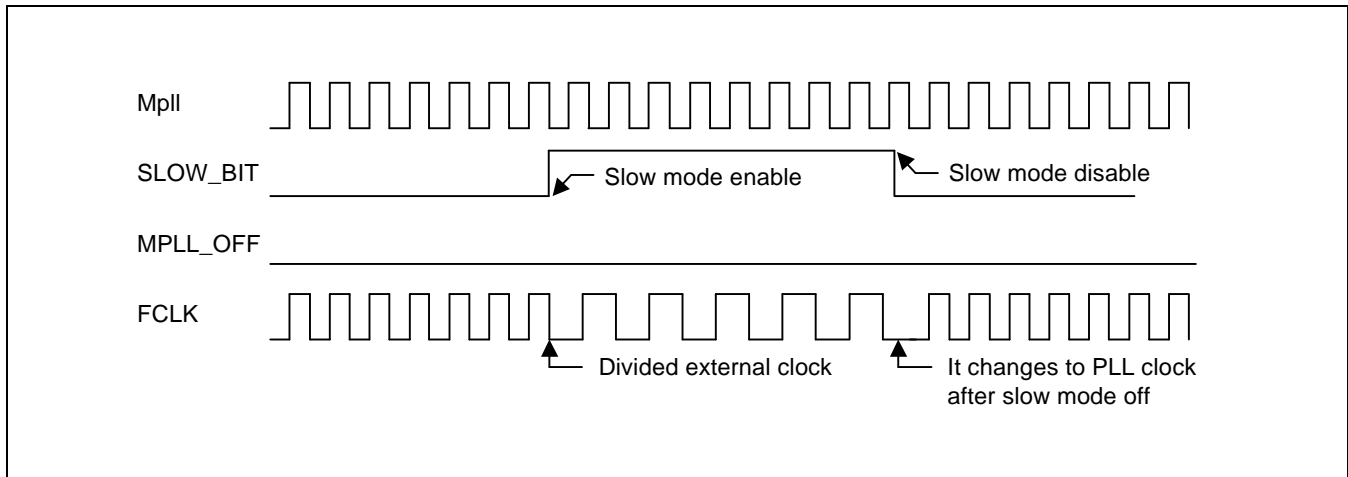 Mpll
SLOW_BIT
Slow mode enable
Slow mode disable
MPLL_OFF
FCLK
Divided external clock
It changes to PLL clock
after slow mode off